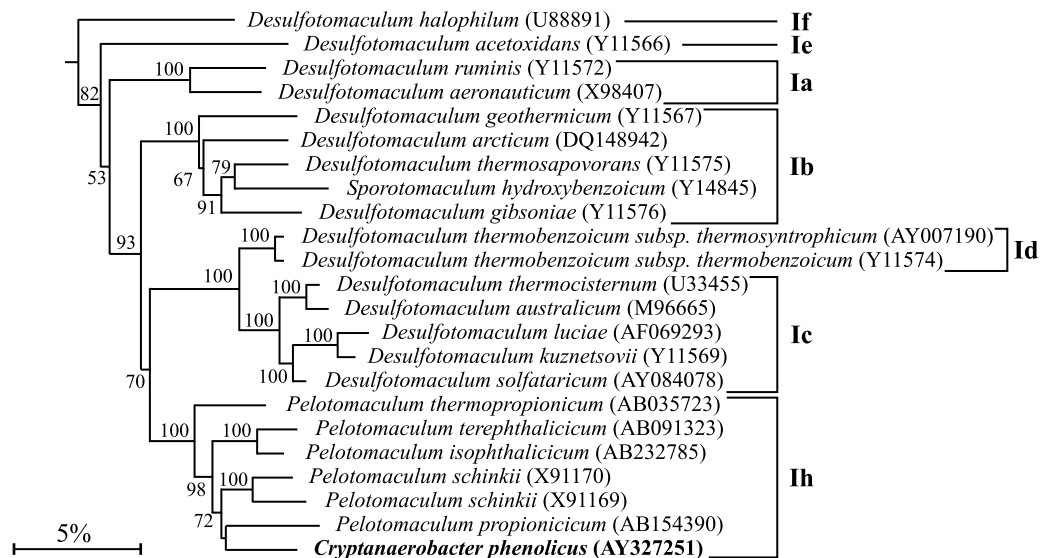 Desulfotomaculum halophilum (U88891) If
Desulfotomaculum acetoxidans (Y11566) Ie
100 Desulfotomaculum ruminis (Y11572)
Ia
82 Desulfotomaculum aeronauticum (X98407)
Desulfotomaculum geothermicum (Y11567)
100
Desulfotomaculum arcticum (DQ148942)
79 Desulfotomaculum thermosapovorans (Y11575) Ib
53 67
Sporotomaculum hydroxybenzoicum (Y14845)
91 Desulfotomaculum gibsoniae (Y11576)
93 100 Desulfotomaculum thermobenzoicum subsp. thermosyntrophicum (AY007190)
Id
Desulfotomaculum thermobenzoicum subsp. thermobenzoicum (Y11574)
100 100 Desulfotomaculum thermocisternum (U33455)
Desulfotomaculum australicum (M96665)
100
100 Desulfotomaculum luciae (AF069293)
Ic
Desulfotomaculum kuznetsovii (Y11569)
70 100 Desulfotomaculum solfataricum (AY084078)
Pelotomaculum thermopropionicum (AB035723)
100 100 Pelotomaculum terephthalicicum (AB091323)
Pelotomaculum isophthalicicum (AB232785)
100 Pelotomaculum schinkii (X91170) Ih
98
Pelotomaculum schinkii (X91169)
72
5% Pelotomaculum propionicicum (AB154390)
Cryptanaerobacter phenolicus (AY327251)